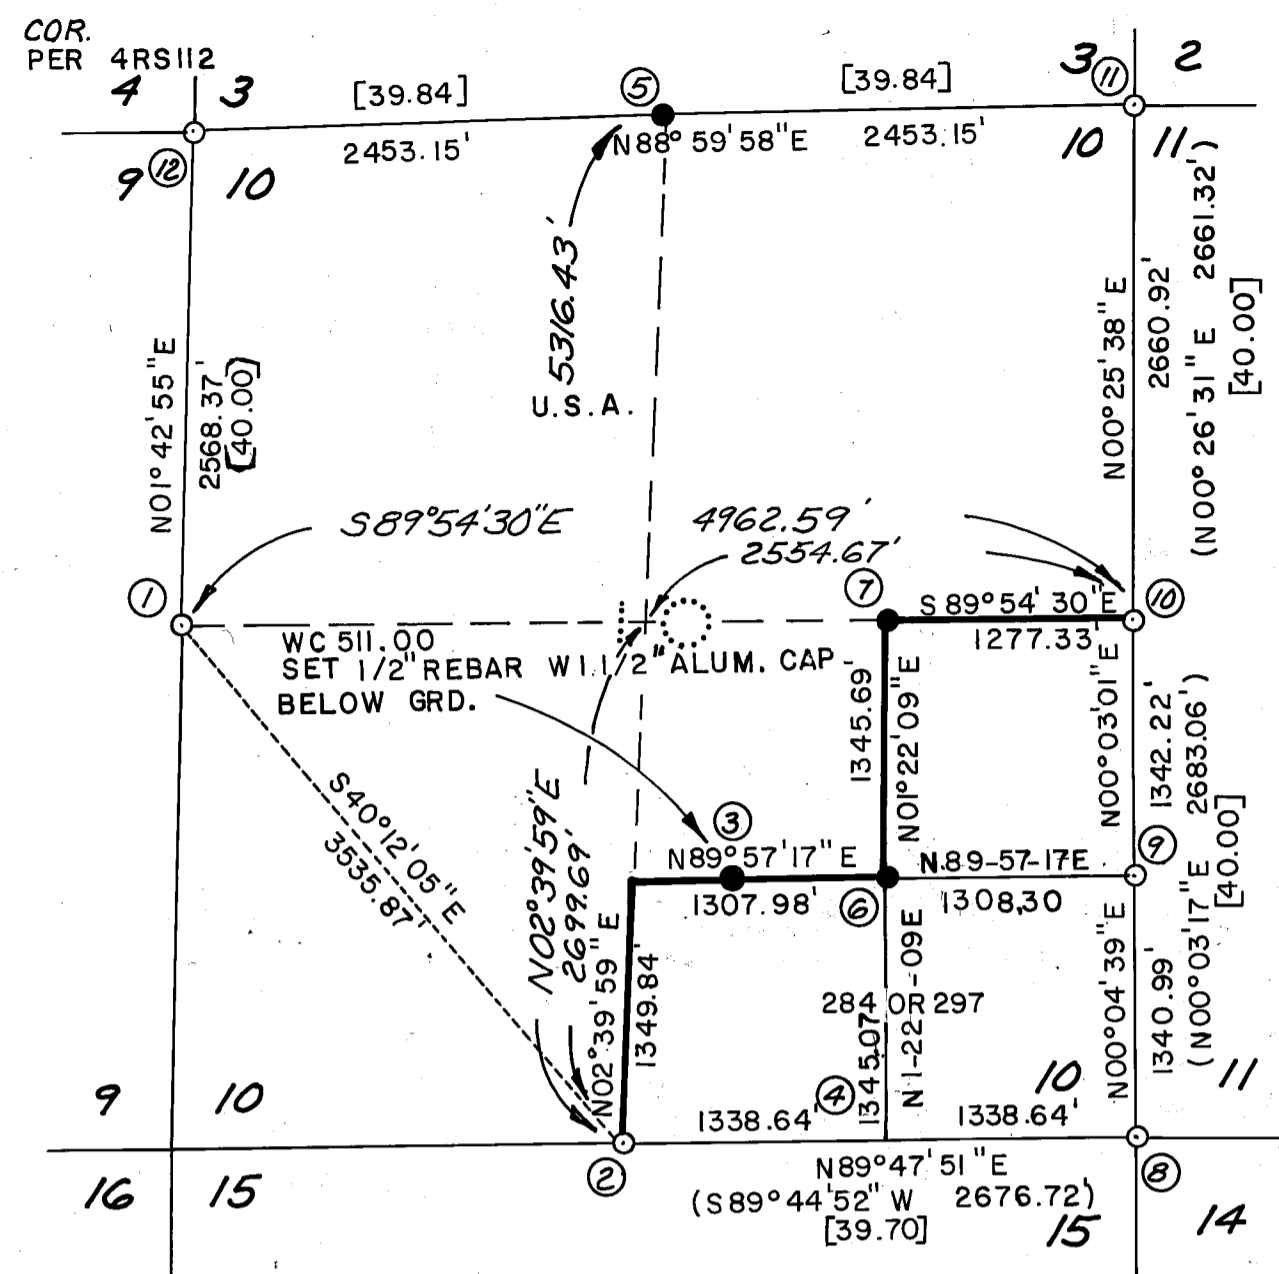 COR.
PER 4RS112
4 3
3 ⑪ 2
[39.84]
⑤
[39.84]
2453.15'
N88°59'58"E
2453.15'
9 ⑫ 10
10 11
5316.43'
U.S.A.
N01°42'55"E
2568.37'
[40.00]
N00°25'38"E
2660.92'
(N00°26'31"E 2661.32')
[40.00]
S89°54'30"E
4962.59'
2554.67'
①
⑦
S89°54'30"E
⑩
1277.33'
WC 511.00
SET 1/2" REBAR W1.1/2" ALUM. CAP
BELOW GRD.
1345.69'
N01°22'09"E
N00°03'01"E
1342.22'
(N00°03'17"E 2683.06')
[40.00]
S40°12'05"E
3535.87'
N02°39'59"E
2699.69'
③
N89°57'17"E
N.89-57-17E
⑨
1307.98'
⑥
1308,30
N02°39'59"E
1349.84'
284 OR 297
1345.07
N1-22-09E
N00°04'39"E
1340.99'
9 10
④
10 11
1338.64'
1338.64'
②
N89°47'51"E
⑧
(S89°44'52"W 2676.72')
[39.70]
16 15
15 14